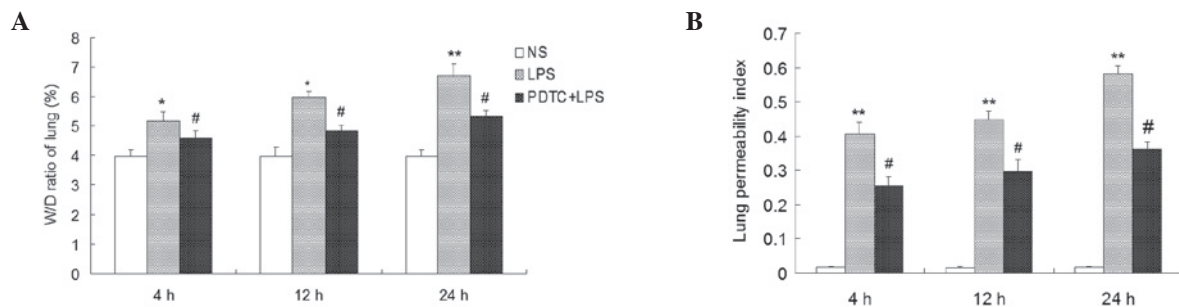 A
W/D ratio of lung (%)
8
7
6
5
4
3
2
1
0
*
#
*
#
**
#
NS
LPS
PDTC+LPS
4 h
12 h
24 h
B
Lung permeability index
0.7
0.6
0.5
0.4
0.3
0.2
0.1
0
**
#
**
#
**
#
4 h
12 h
24 h